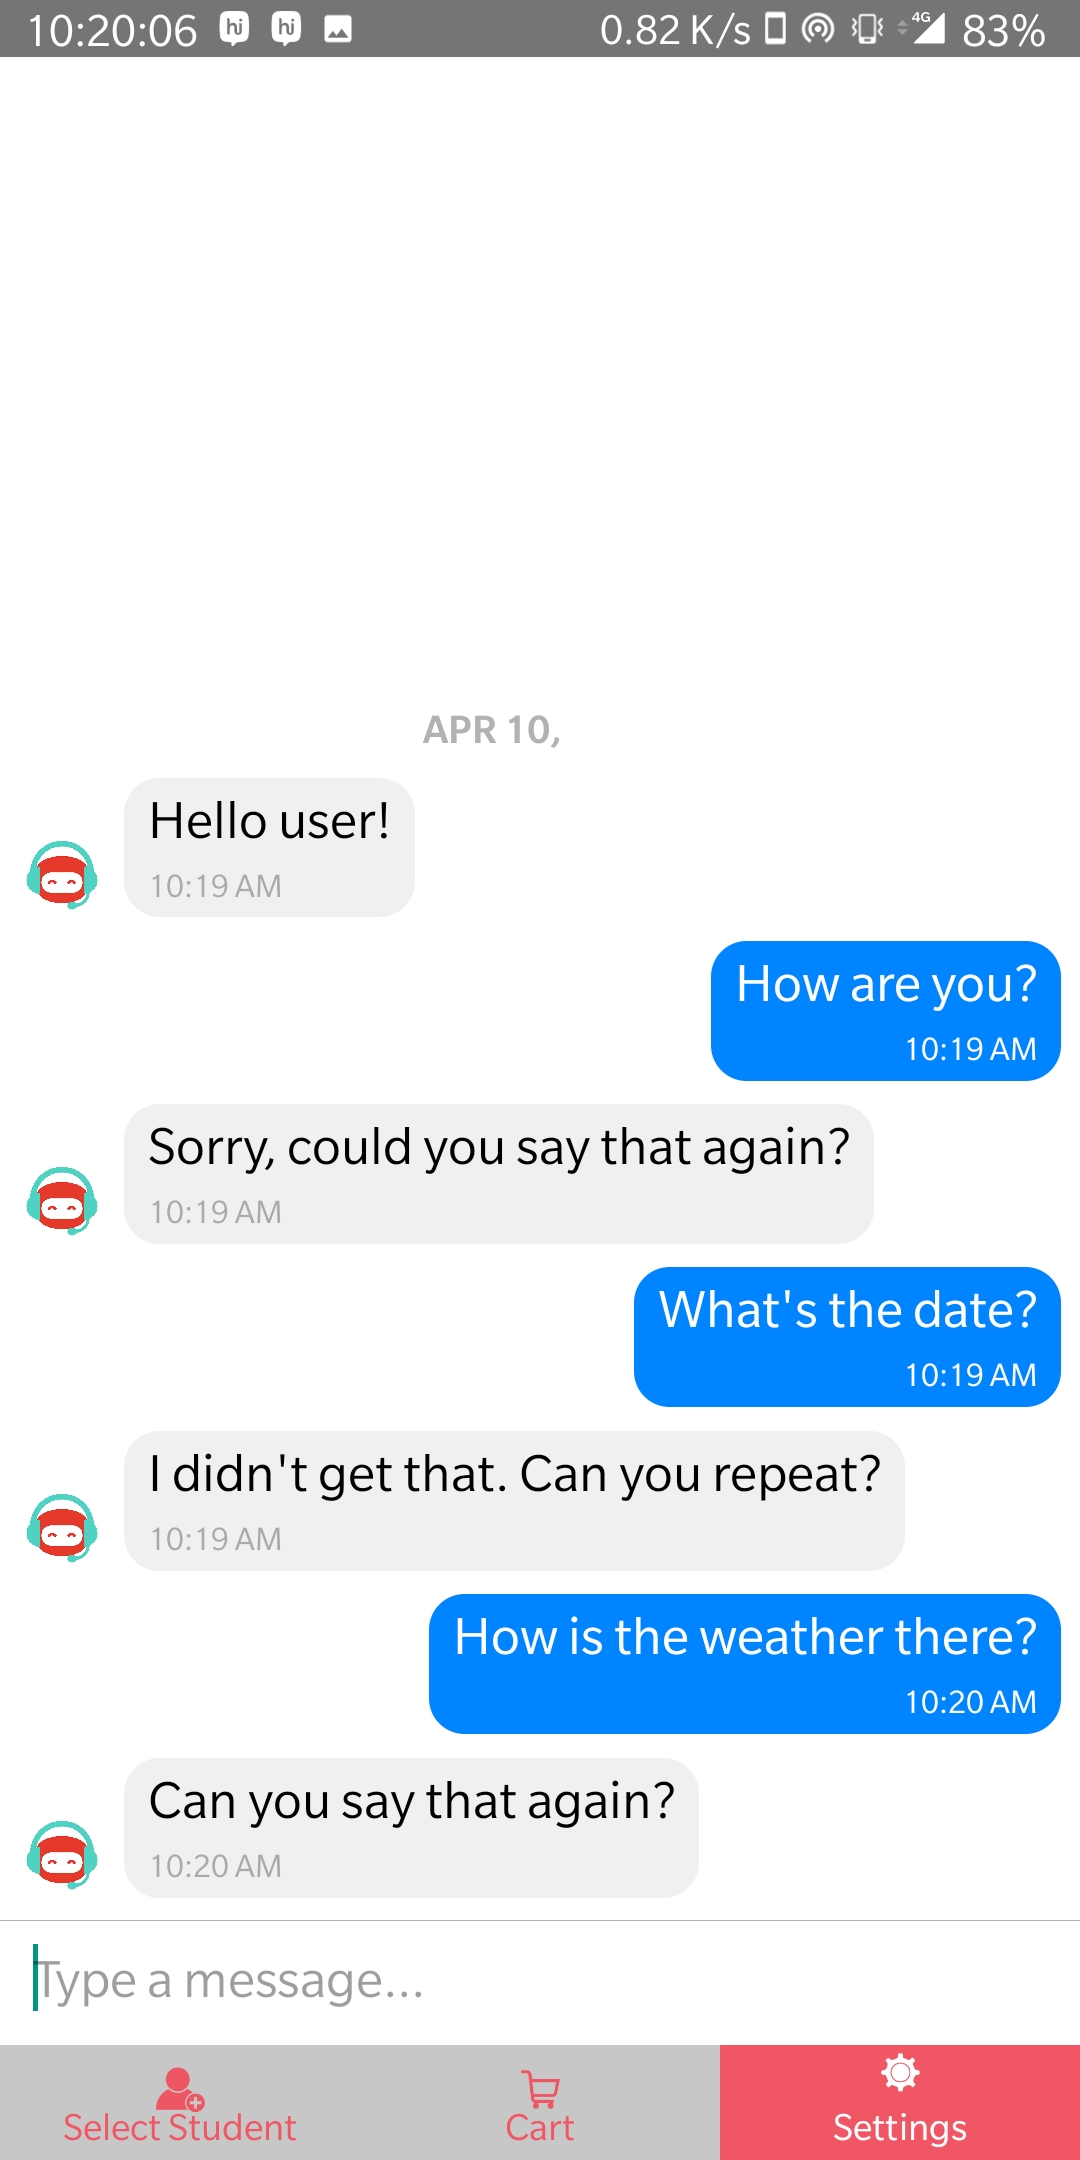 10:20:06 hi hi 0.82 K/s 4G 83%
APR 10,
Hello user!
10:19 AM
How are you?
10:19 AM
Sorry, could you say that again?
10:19 AM
What's the date?
10:19 AM
I didn't get that. Can you repeat?
10:19 AM
How is the weather there?
10:20 AM
Can you say that again?
10:20 AM
Type a message...
Select Student Cart Settings